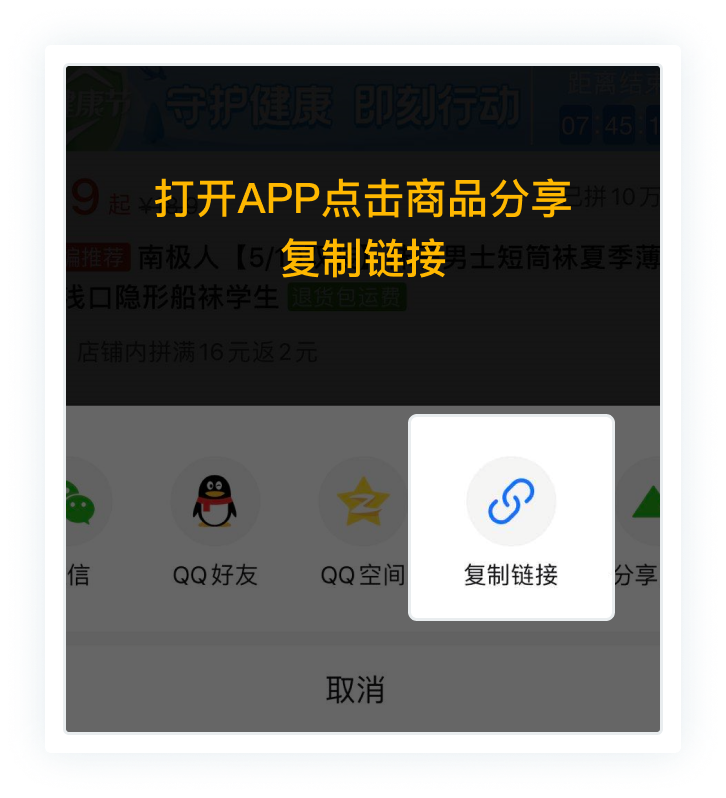 守护健康 即刻行动
距离结束
07:45:1
打开APP点击商品分享
9起
已拼10万
复制链接
推荐 南极人【5/1
男士短筒袜夏季薄
浅口隐形船袜学生 退货包运费
店铺内拼满16元返2元
信
QQ好友
QQ空间
复制链接
分享
取消